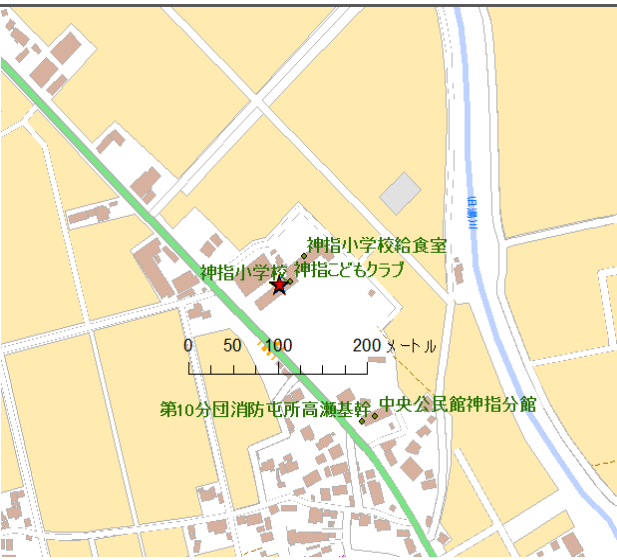 神指小学校給食室
神指小学校
神指こどもクラブ
0 50 100 200 メートル
第10分団消防屯所高瀬基幹
中央公民館神指分館